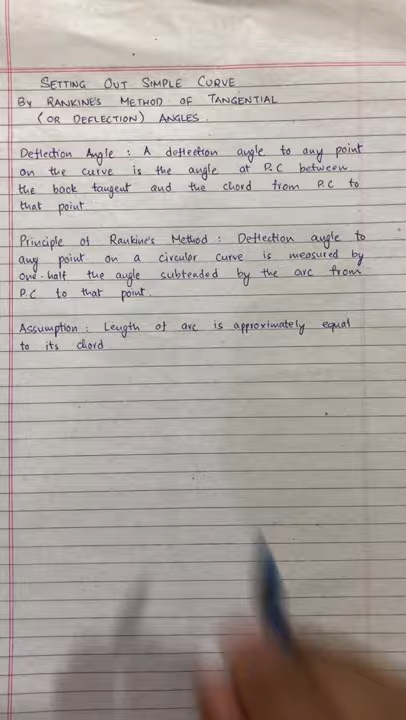 SETTING OUT SIMPLE CURVE
BY RANKINE'S METHOD OF TANGENTIAL
(OR DEFLECTION) ANGLES.
Deflection Angle : A deflection angle to any point
on the curve is the angle at P.C between
the back tangent and the chord from P.C to
that point.
Principle of Rankine's Method : Deflection angle to
any point on a circular curve is measured by
one-half the angle subtended by the arc from
P.C to that point.
Assumption : Length of arc is approximately equal
to its chord